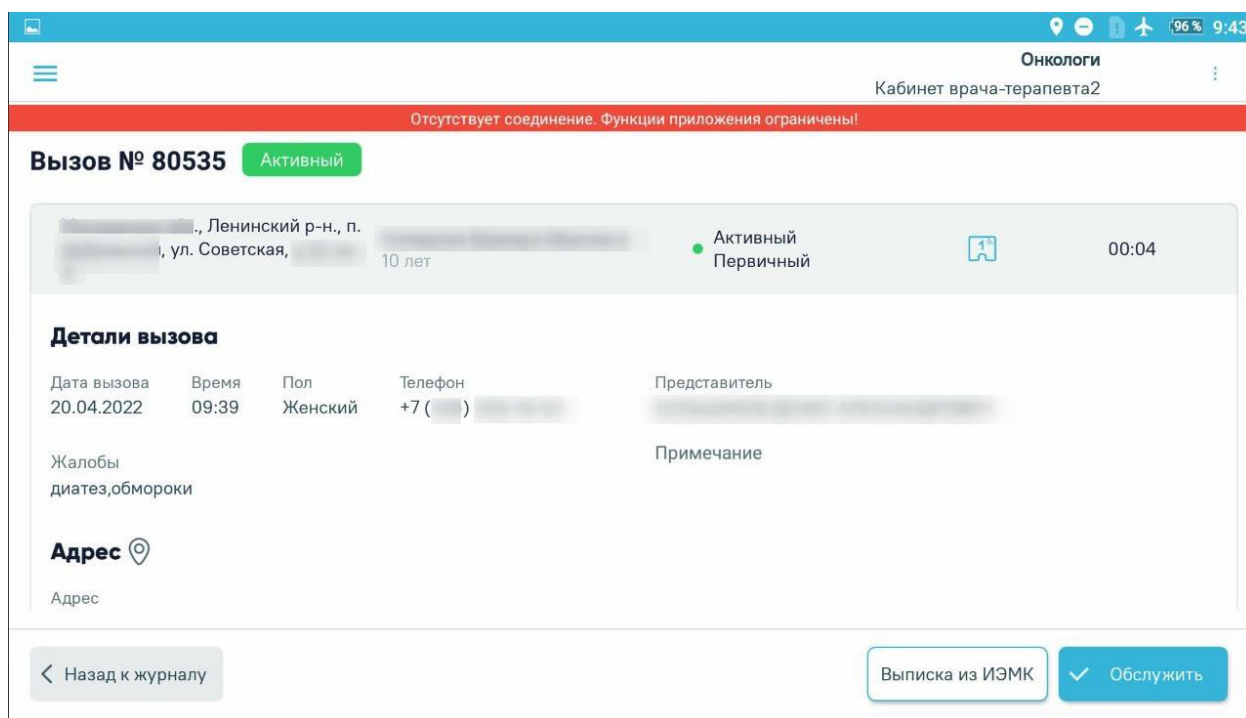 96 % 9:43
Онкологи
Кабинет врача-терапевта2
Отсутствует соединение. Функции приложения ограничены!
Вызов № 80535 Активный
., Ленинский р-н., п.
, ул. Советская,
10 лет
Активный
Первичный
1
00:04
Детали вызова
Дата вызова Время Пол Телефон Представитель
20.04.2022 09:39 Женский +7 ( )
Жалобы Примечание
диатез,обмороки
Адрес
Адрес
Назад к журналу Выписка из ИЭМК Обслужить